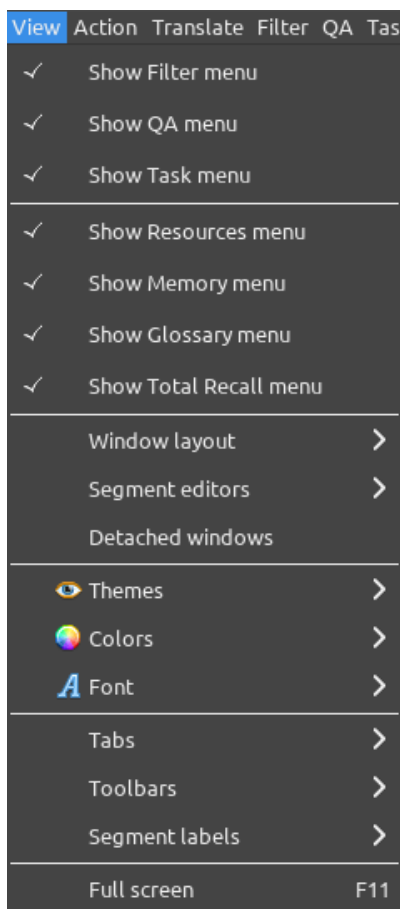 View Action Translate Filter QA Tas
Show Filter menu
Show QA menu
Show Task menu
Show Resources menu
Show Memory menu
Show Glossary menu
Show Total Recall menu
Window layout
Segment editors
Detached windows
Themes
Colors
Font
Tabs
Toolbars
Segment labels
Full screen F11